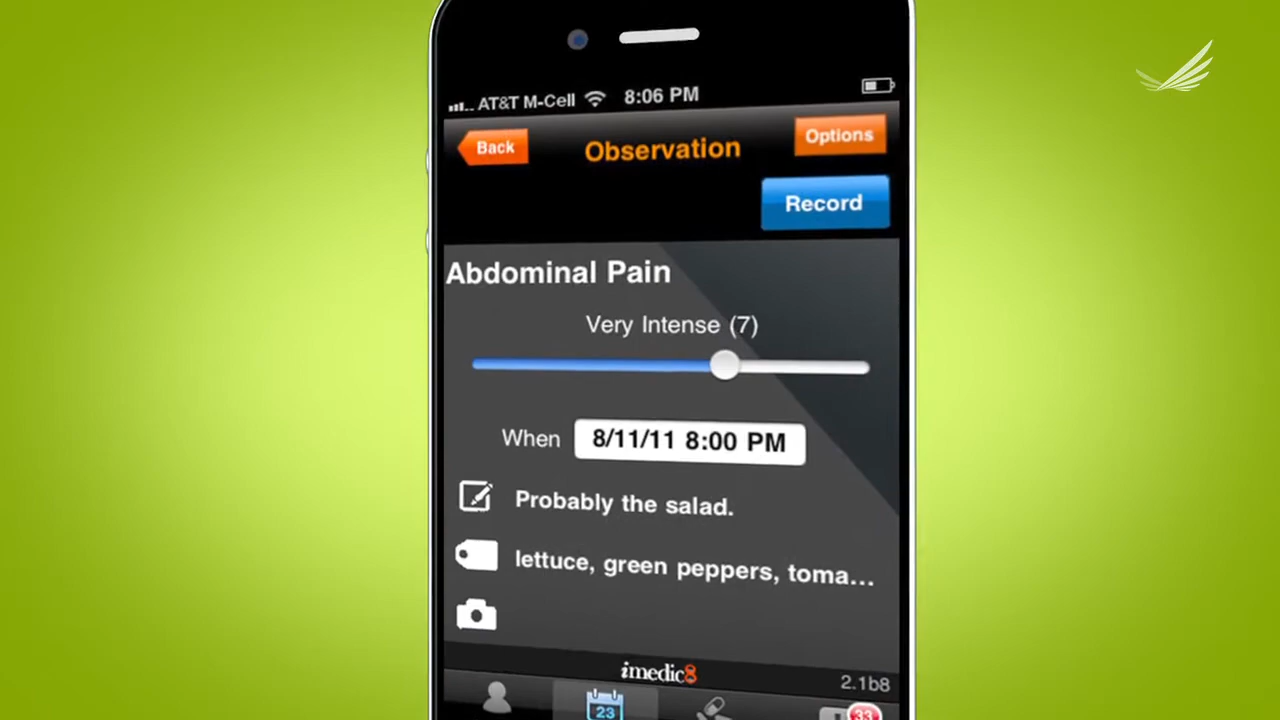 AT&T M-Cell 8:06 PM
Back Observation Options
Record
Abdominal Pain
Very Intense (7)
When 8/11/11 8:00 PM
Probably the salad.
lettuce, green peppers, toma...
imedic8
2.1b8
23 33